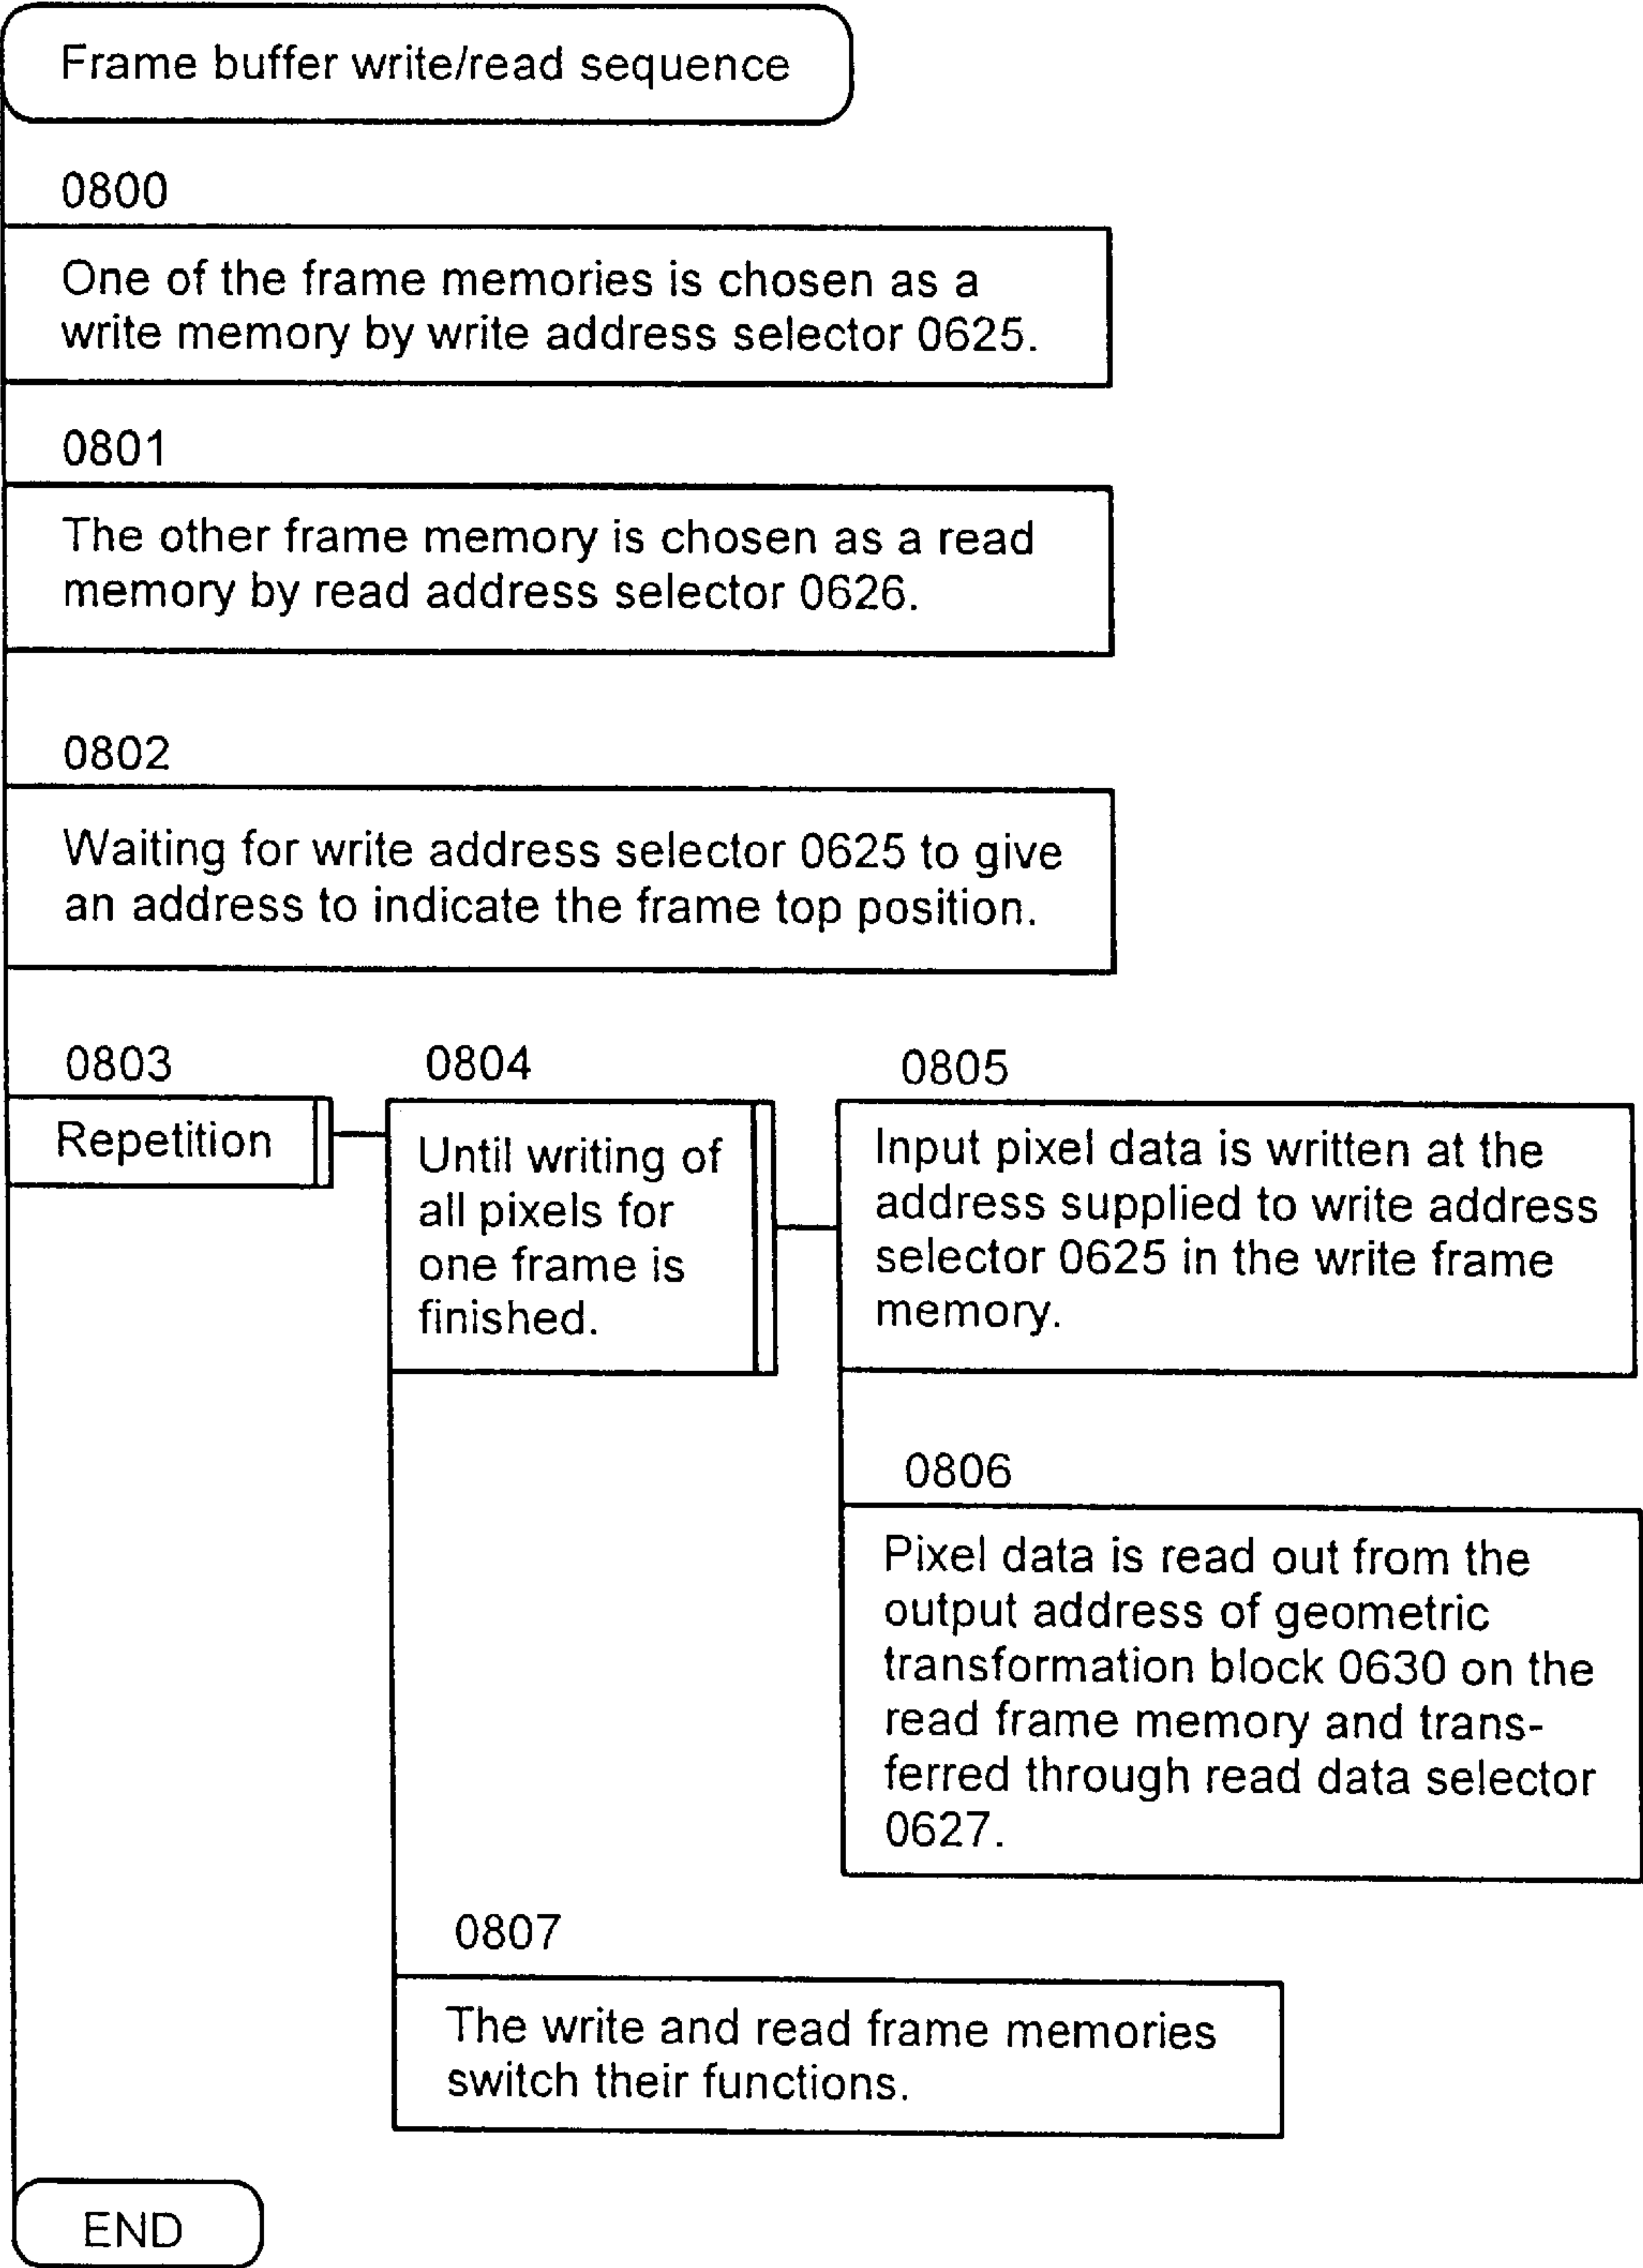 Frame buffer write/read sequence
0800
One of the frame memories is chosen as a
write memory by write address selector 0625.
0801
The other frame memory is chosen as a read
memory by read address selector 0626.
0802
Waiting for write address selector 0625 to give
an address to indicate the frame top position.
0803
Repetition
0804
Until writing of
all pixels for
one frame is
finished.
0805
Input pixel data is written at the
address supplied to write address
selector 0625 in the write frame
memory.
0806
Pixel data is read out from the
output address of geometric
transformation block 0630 on the
read frame memory and trans-
ferred through read data selector
0627.
0807
The write and read frame memories
switch their functions.
END